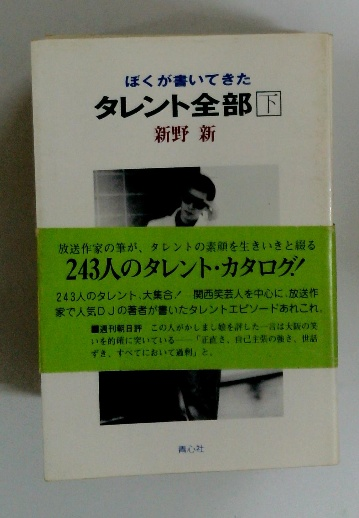 ぼくが書いてきた
タレント全部下
新野 新
放送作家の筆が、タレントの素顔を生きいきと綴る
243人のタレント・カタログ!
243人のタレント、大集合! 関西笑芸人を中心に、放送作
家で人気DJの著者が書いたタレントエピソードあれこれ。
■週刊朝日評 この人がかしまし娘を評した一言は大阪の笑
いを的確に突いている──「正直さ、自己主張の強さ、世話
ずき、すべてにおいて過剰」と。
青心社